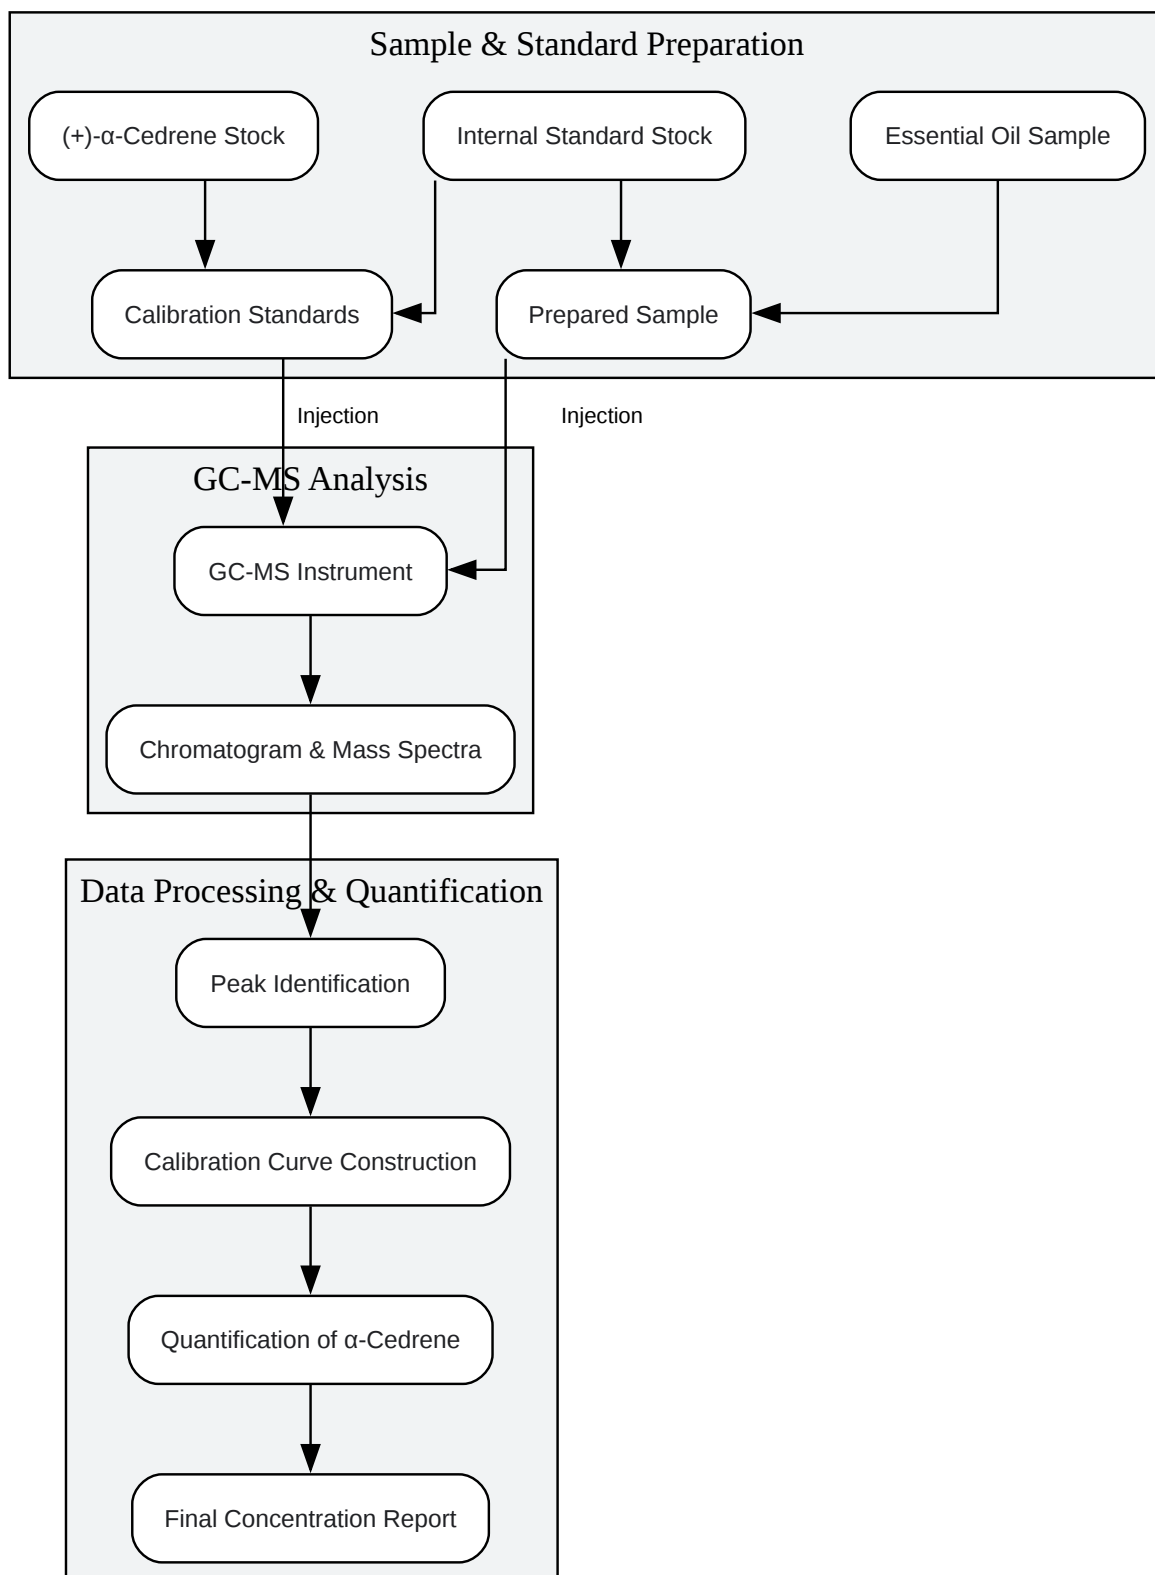 Sample & Standard Preparation
(+)-α-Cedrene Stock
Internal Standard Stock
Essential Oil Sample
Calibration Standards
Prepared Sample
Injection
Injection
GC-MS Analysis
GC-MS Instrument
Chromatogram & Mass Spectra
Data Processing & Quantification
Peak Identification
Calibration Curve Construction
Quantification of α-Cedrene
Final Concentration Report